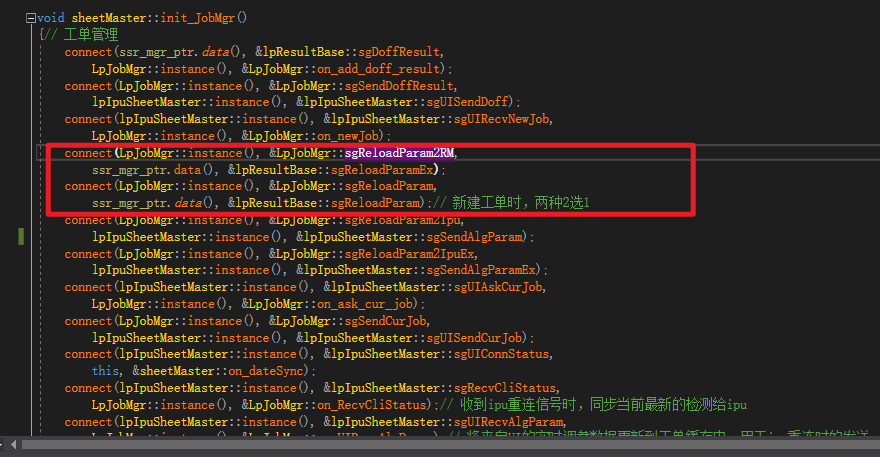 void sheetMaster::init_JobMgr()
{// 工单管理
connect(ssr_mgr_ptr.data(), &lpResultBase::sgDoffResult,
LpJobMgr::instance(), &LpJobMgr::on_add_doff_result);
connect(LpJobMgr::instance(), &LpJobMgr::sgSendDoffResult,
lpIpuSheetMaster::instance(), &lpIpuSheetMaster::sgUISendDoff);
connect(lpIpuSheetMaster::instance(), &lpIpuSheetMaster::sgUIRecvNewJob,
LpJobMgr::instance(), &LpJobMgr::on_newJob);
connect(LpJobMgr::instance(), &LpJobMgr::sgReloadParam2RM,
ssr_mgr_ptr.data(), &lpResultBase::sgReloadParamEx);
connect(LpJobMgr::instance(), &LpJobMgr::sgReloadParam,
ssr_mgr_ptr.data(), &lpResultBase::sgReloadParam);// 新建工单时，两种2选1
connect(LpJobMgr::instance(), &LpJobMgr::sgReloadParam2Ipu,
lpIpuSheetMaster::instance(), &lpIpuSheetMaster::sgSendAlgParam);
connect(LpJobMgr::instance(), &LpJobMgr::sgReloadParam2IpuEx,
lpIpuSheetMaster::instance(), &lpIpuSheetMaster::sgSendAlgParamEx);
connect(lpIpuSheetMaster::instance(), &lpIpuSheetMaster::sgUIAskCurJob,
LpJobMgr::instance(), &LpJobMgr::on_ask_cur_job);
connect(LpJobMgr::instance(), &LpJobMgr::sgSendCurJob,
lpIpuSheetMaster::instance(), &lpIpuSheetMaster::sgUISendCurJob);
connect(lpIpuSheetMaster::instance(), &lpIpuSheetMaster::sgUIConnStatus,
this, &sheetMaster::on_dateSync);
connect(lpIpuSheetMaster::instance(), &lpIpuSheetMaster::sgRecvCliStatus,
LpJobMgr::instance(), &LpJobMgr::on_RecvCliStatus);// 收到ipu重连信号时，同步当前最新的检测给ipu
connect(lpIpuSheetMaster::instance(), &lpIpuSheetMaster::sgUIRecvAlgParam,